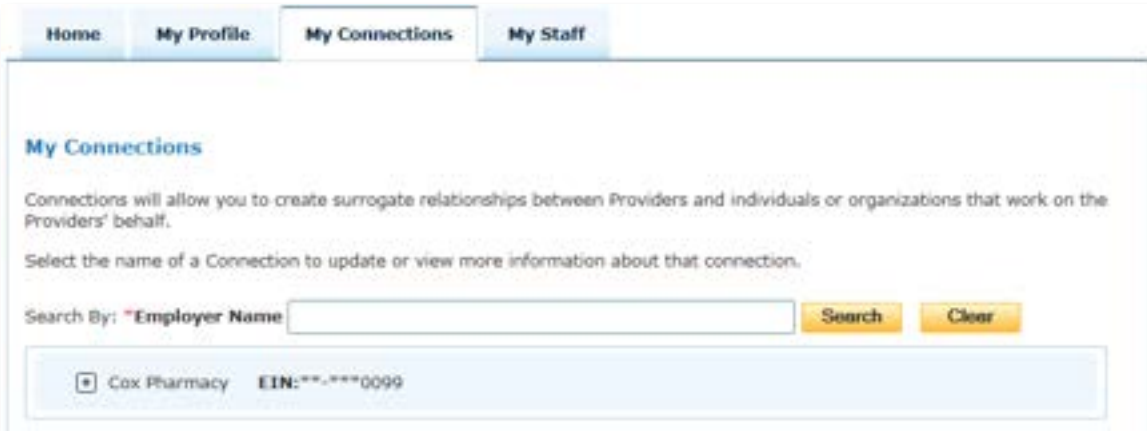 Home My Profile My Connections My Staff
My Connections
Connections will allow you to create surrogate relationships between Providers and individuals or organizations that work on the
Providers' behalf.
Select the name of a Connection to update or view more information about that connection.
Search By: *Employer Name Search Clear
+ Cox Pharmacy EIN:**-***0099